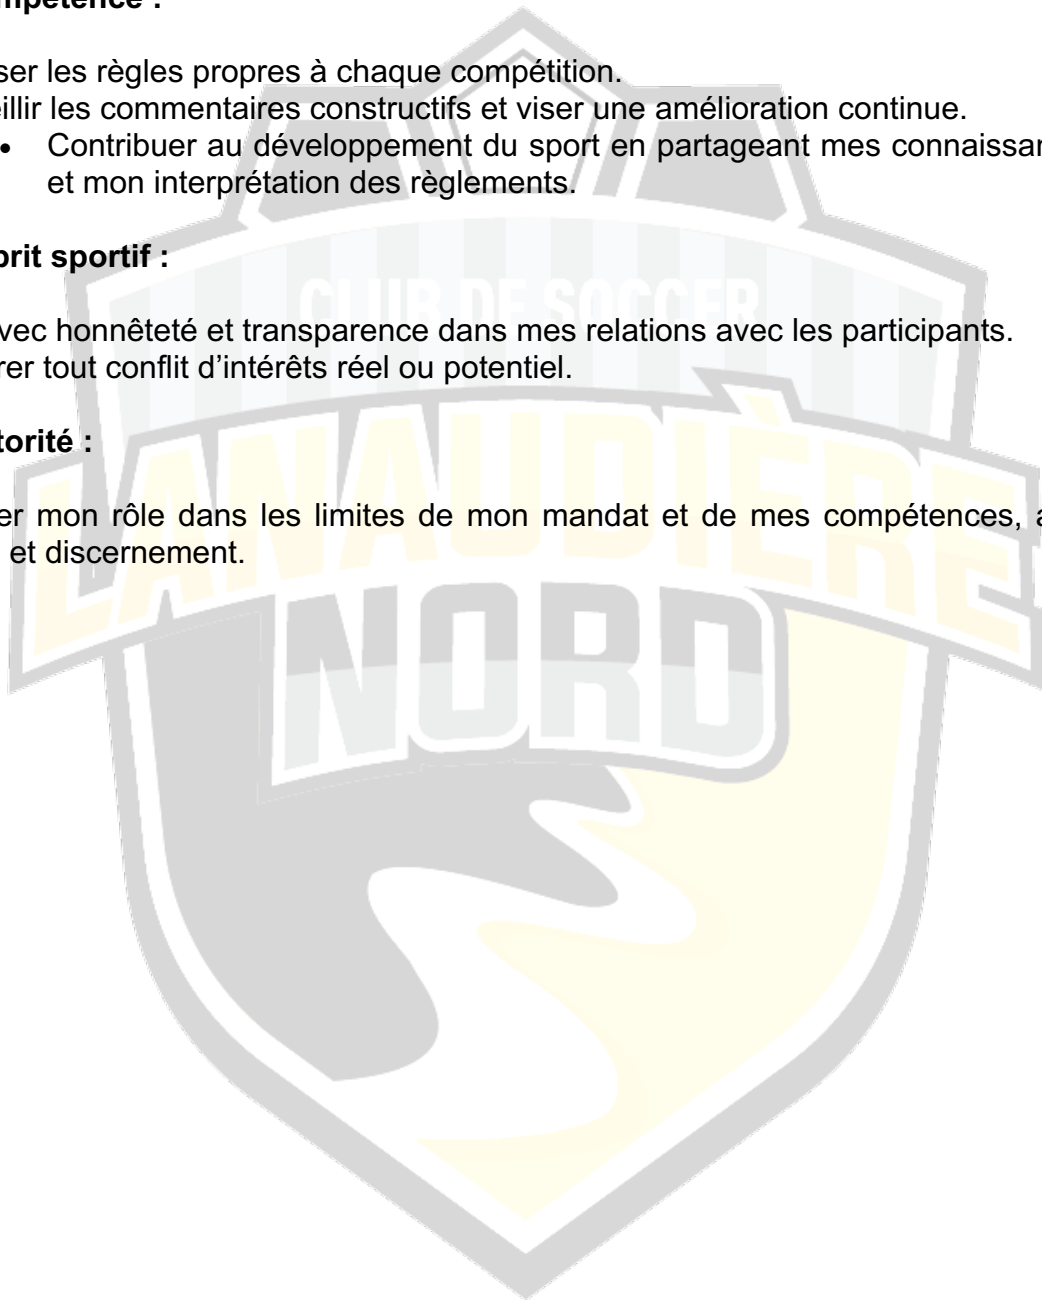 mpétence :
ser les règles propres à chaque compétition.
eillir les commentaires constructifs et viser une amélioration continue.
• Contribuer au développement du sport en partageant mes connaissan
et mon interprétation des règlements.
prit sportif :
vec honnêteté et transparence dans mes relations avec les participants.
rer tout conflit d’intérêts réel ou potentiel.
torité :
er mon rôle dans les limites de mon mandat et de mes compétences, a
et discernement.
CLUB DE SOCCER
LANAUDIÈRE
NORD